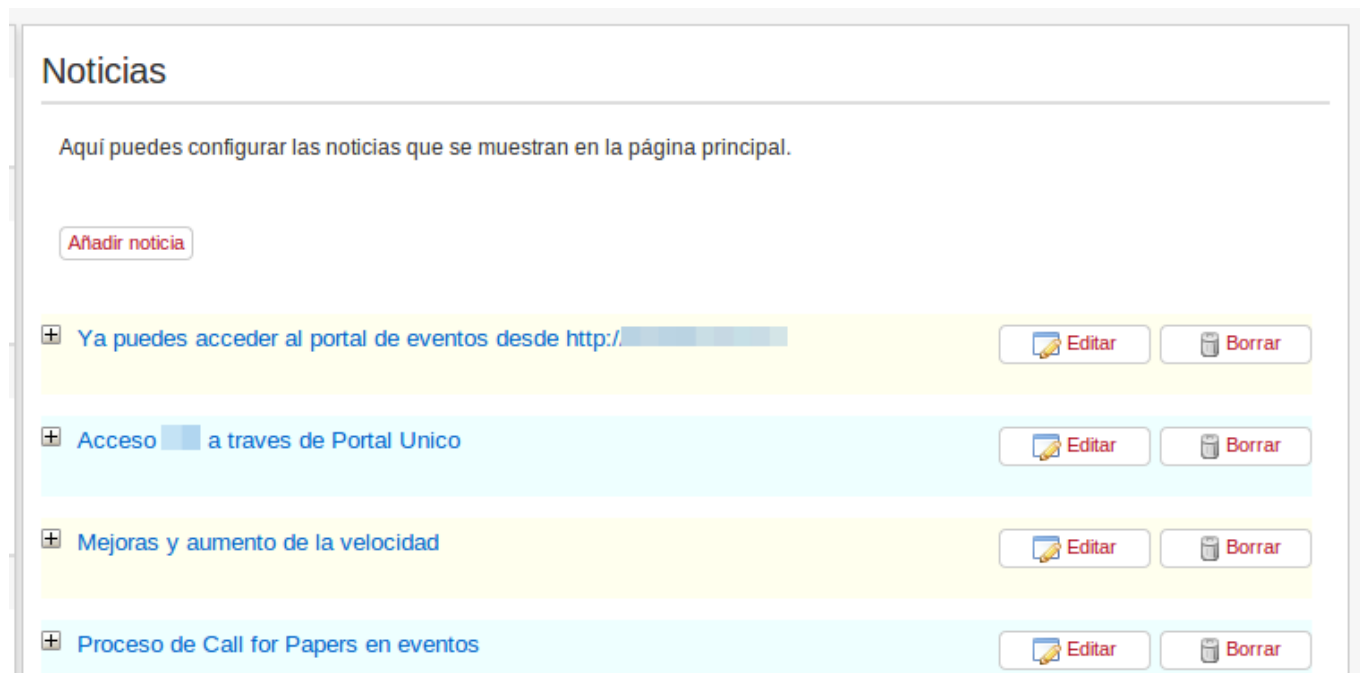 Noticias
Aquí puedes configurar las noticias que se muestran en la página principal.
Añadir noticia
Ya puedes acceder al portal de eventos desde http:/ Editar Borrar
Acceso a traves de Portal Unico Editar Borrar
Mejoras y aumento de la velocidad Editar Borrar
Proceso de Call for Papers en eventos Editar Borrar